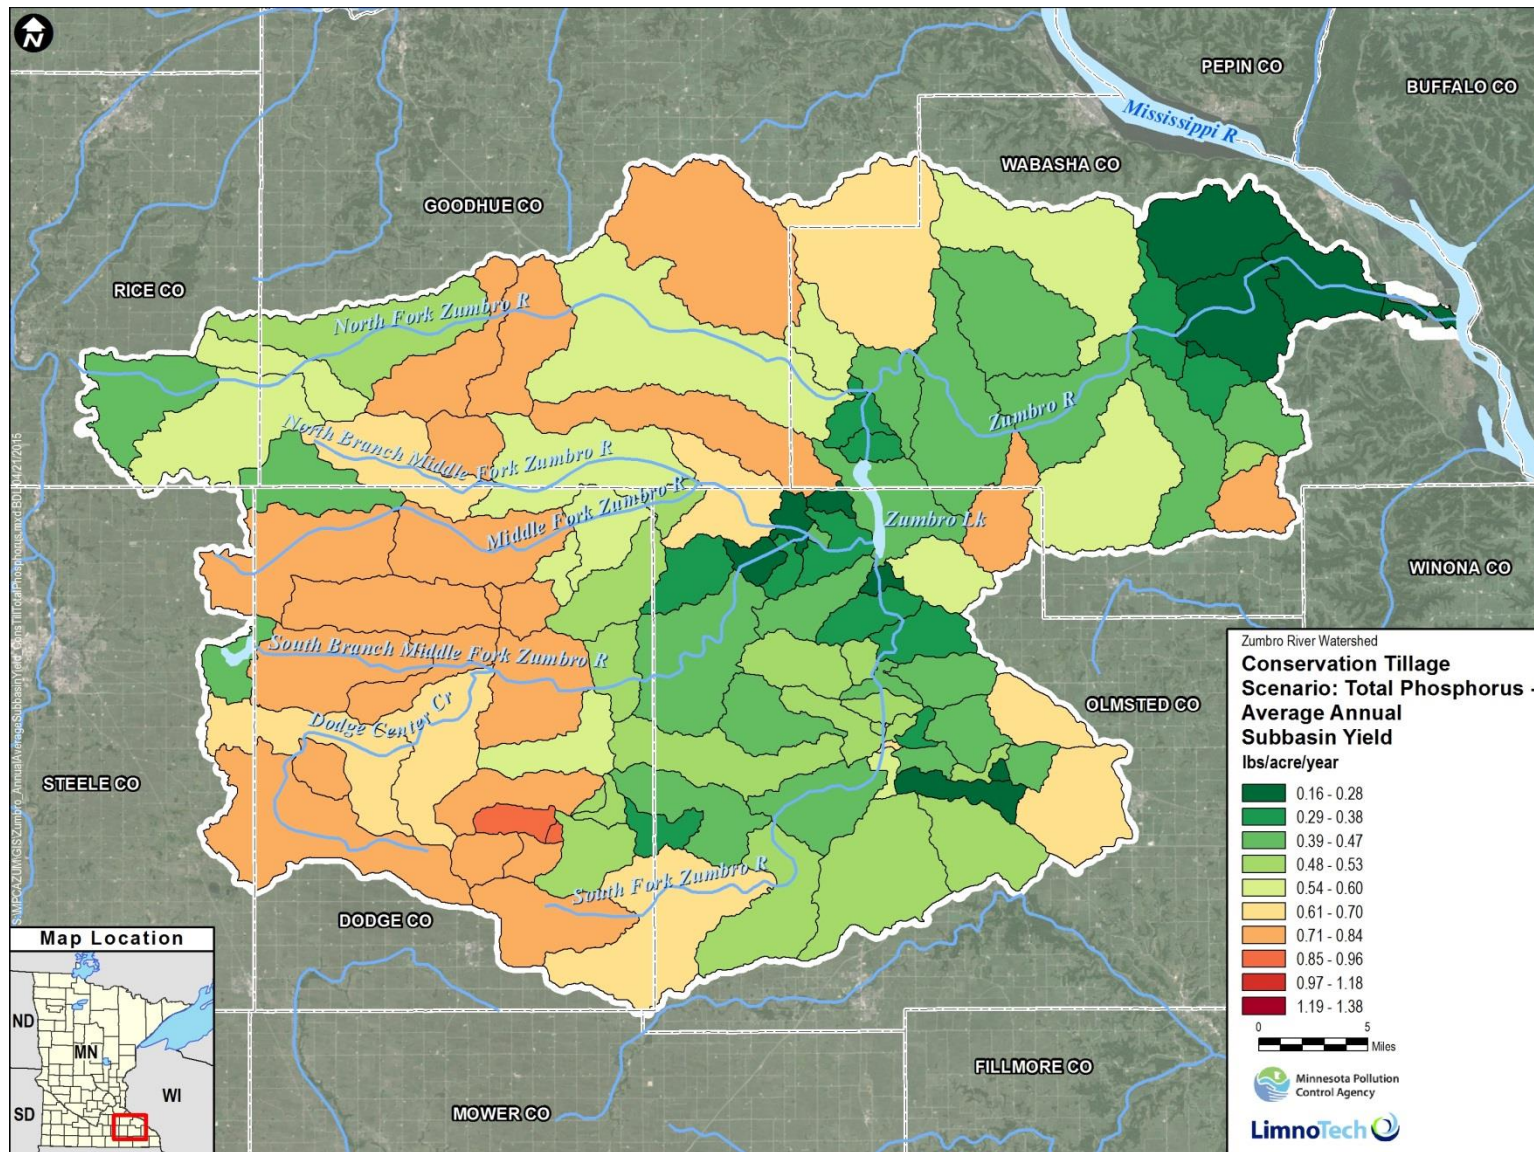 N
PEPIN CO
BUFFALO CO
Mississippi R
WABASHA CO
GOODHUE CO
RICE CO
North Fork Zumbro R
Zumbro R
North Branch Middle Fork Zumbro R
Middle Fork Zumbro R
Zumbro Lk
WINONA CO
South Branch Middle Fork Zumbro R
OLMSTED CO
Dodge Center Cr
STEELE CO
South Fork Zumbro R
DODGE CO
FILLMORE CO
MOWER CO
Zumbro River Watershed
Conservation Tillage
Scenario: Total Phosphorus -
Average Annual
Subbasin Yield
lbs/acre/year
0.16 - 0.28
0.29 - 0.38
0.39 - 0.47
0.48 - 0.53
0.54 - 0.60
0.61 - 0.70
0.71 - 0.84
0.85 - 0.96
0.97 - 1.18
1.19 - 1.38
0 5
Miles
Minnesota Pollution
Control Agency
LimnoTech
Map Location
ND
MN
SD
WI